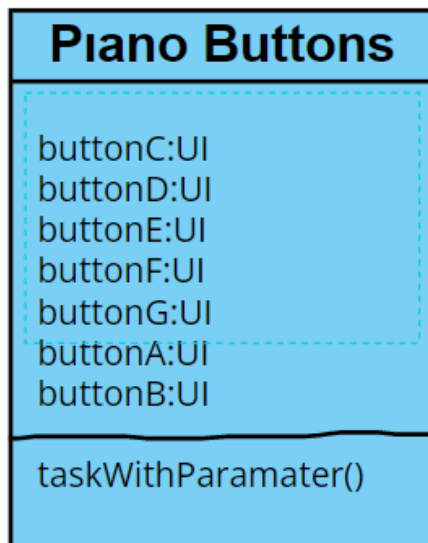 Piano Buttons
buttonC:UI
buttonD:UI
buttonE:UI
buttonF:UI
buttonG:UI
buttonA:UI
buttonB:UI
taskWithParamater()